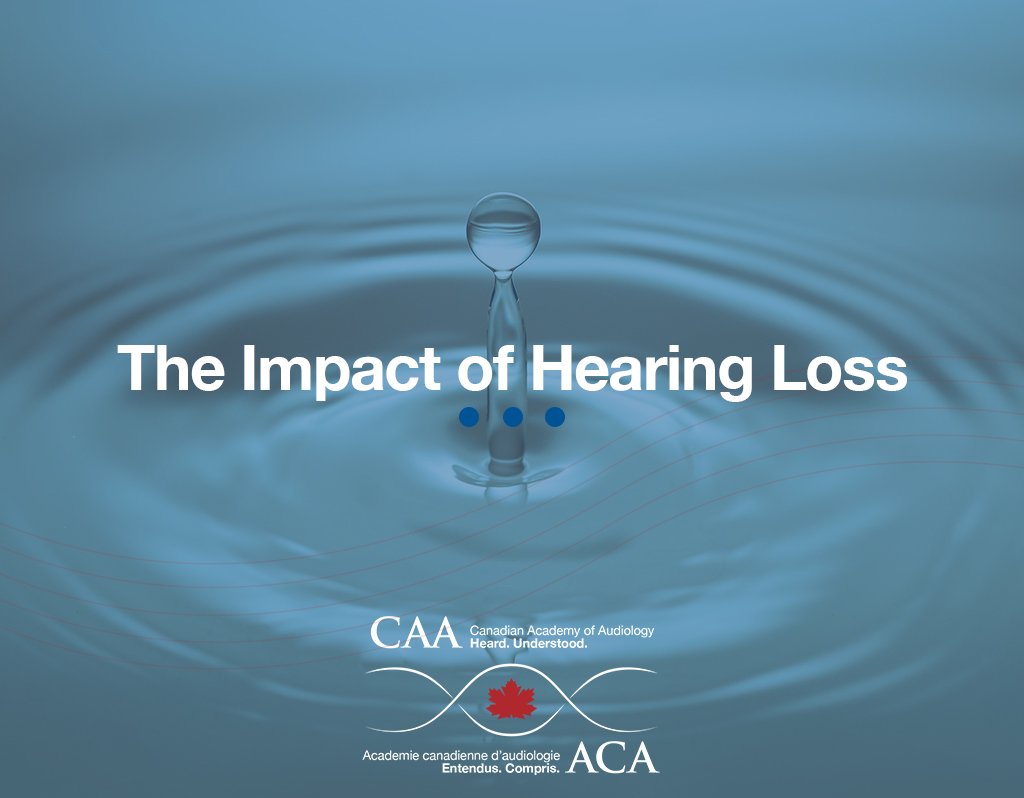 The Impact of Hearing Loss
CAA Canadian Academy of Audiology
Heard. Understood.
Academie canadienne d'audiologie
Entendus. Compris. ACA